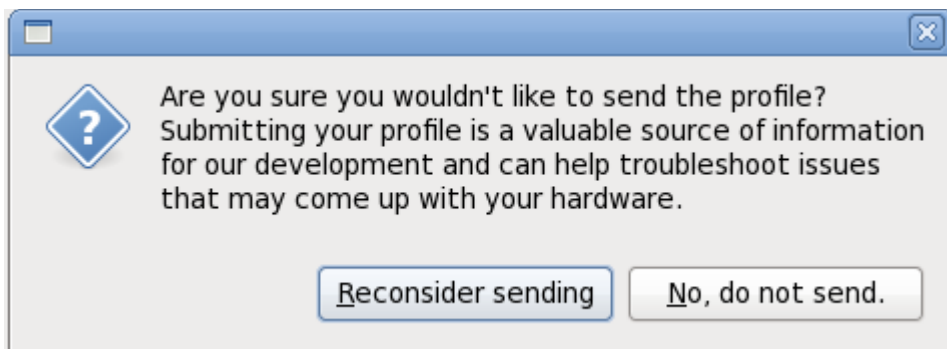 Are you sure you wouldn't like to send the profile?
Submitting your profile is a valuable source of information
for our development and can help troubleshoot issues
that may come up with your hardware.
Reconsider sending
No, do not send.